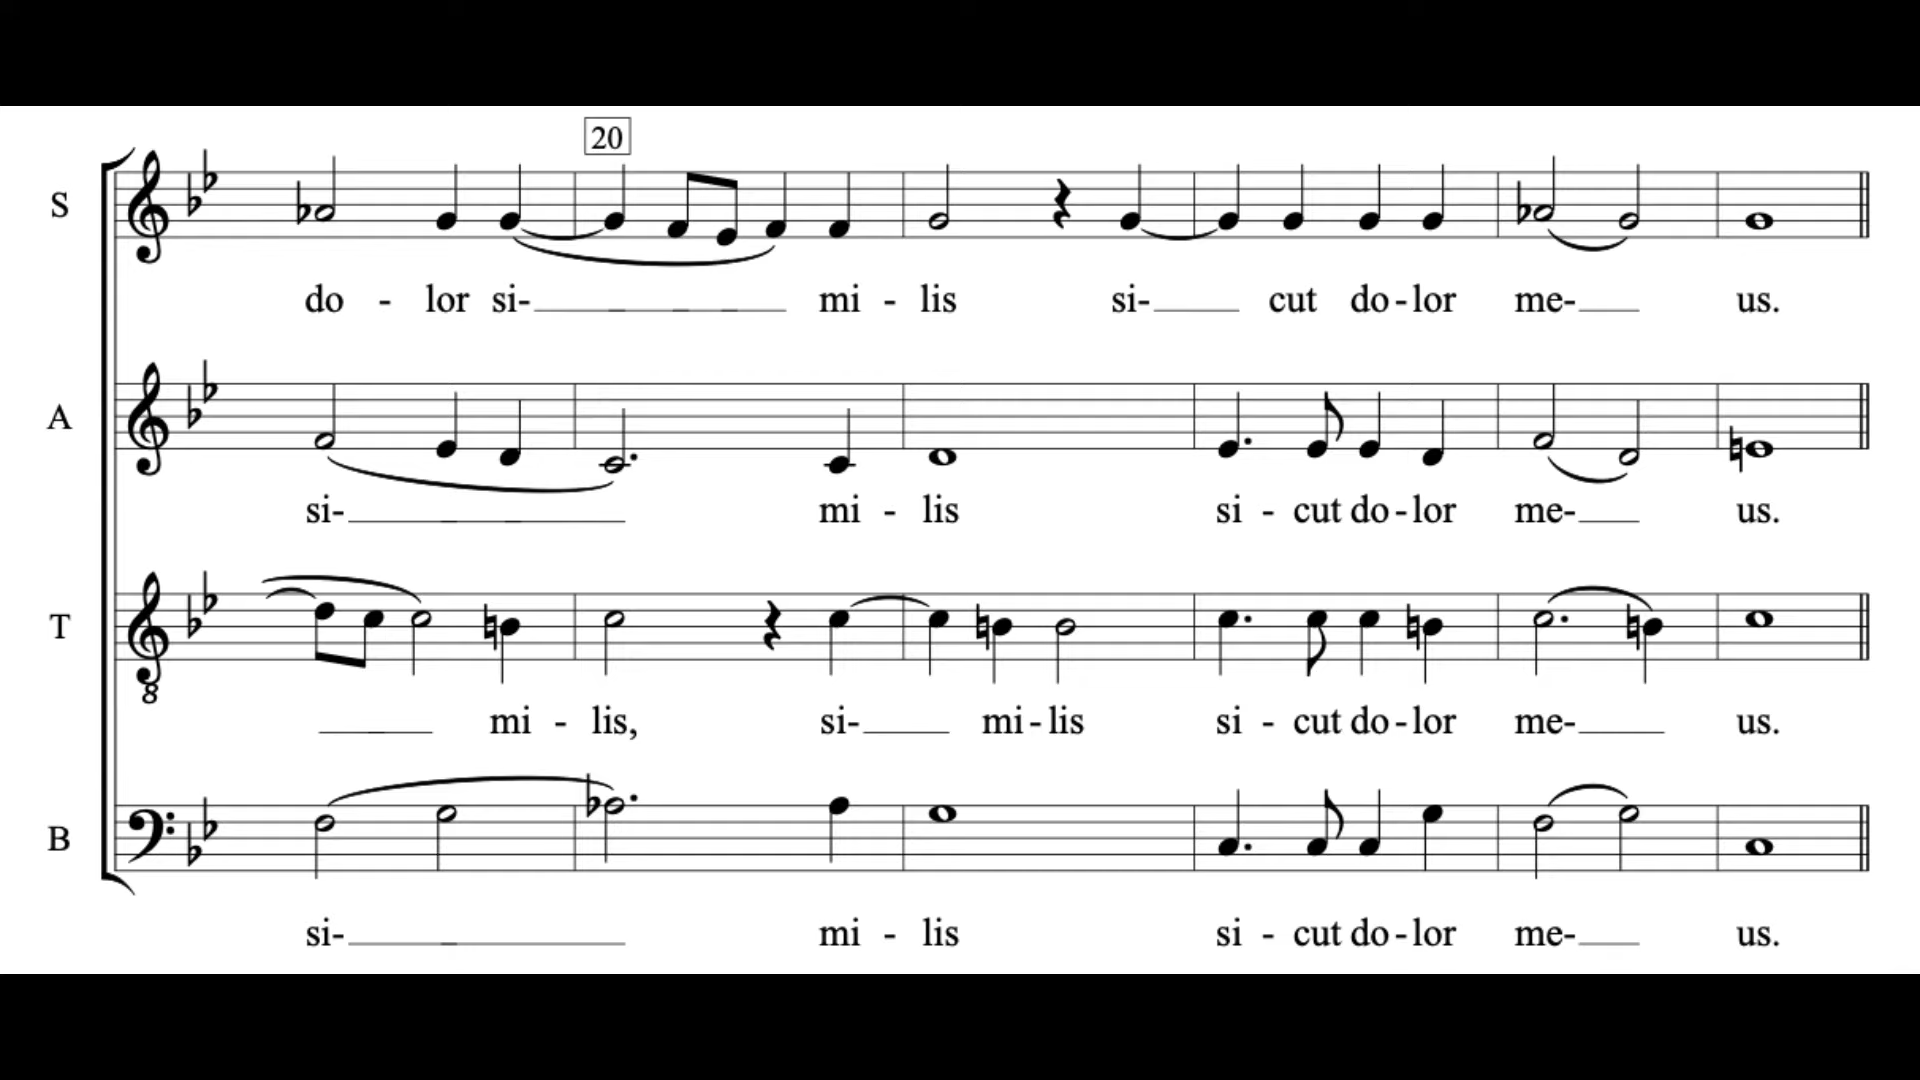 20
S
do - lor si- mi - lis si- cut do - lor me- us.
A
si- mi - lis si - cut do - lor me- us.
T
8
mi - lis, si- mi - lis si - cut do - lor me- us.
B
si- mi - lis si - cut do - lor me- us.